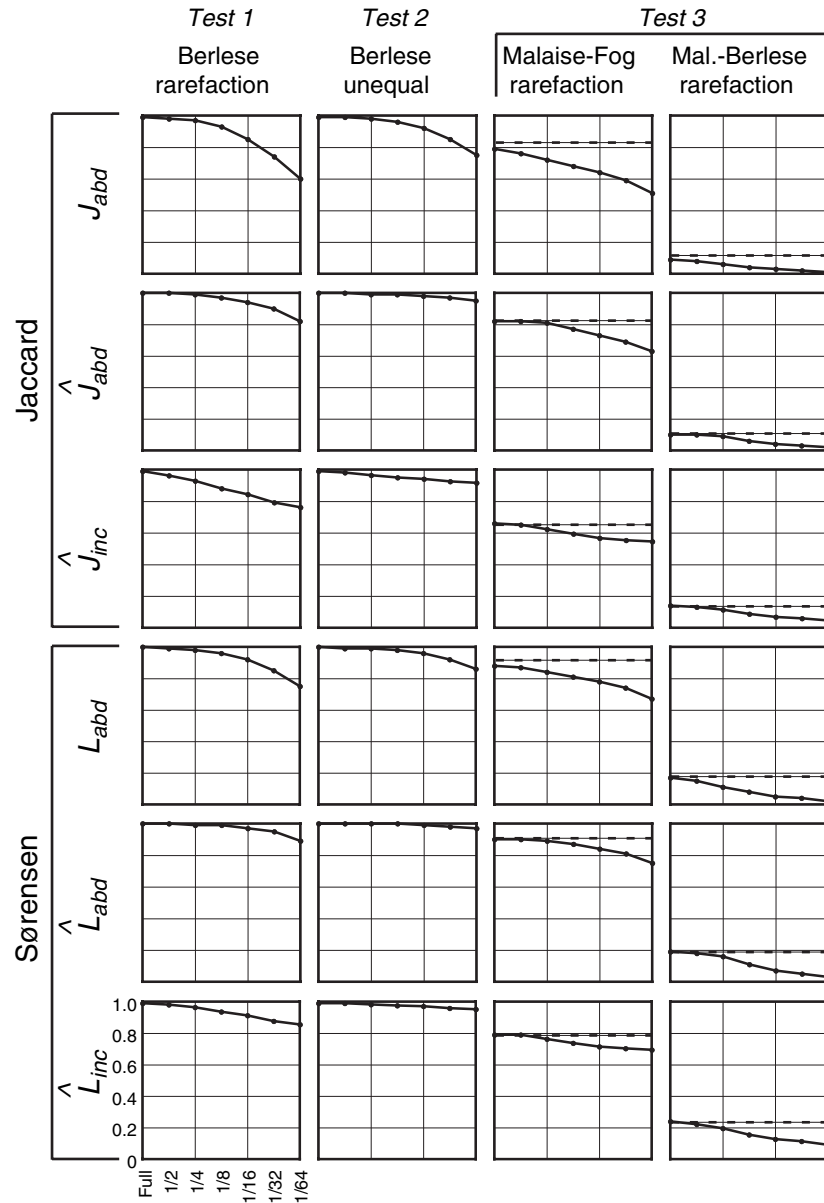 Test 1
Test 2
Test 3
Berlese rarefaction
Berlese unequal
Malaise-Fog rarefaction
Mal.-Berlese rarefaction
Jaccard
J_abd
Ĵ_abd
Ĵ_inc
Sørensen
L_abd
L̂_abd
L̂_inc
1.0
0.8
0.6
0.4
0.2
0
Full
1/2
1/4
1/8
1/16
1/32
1/64